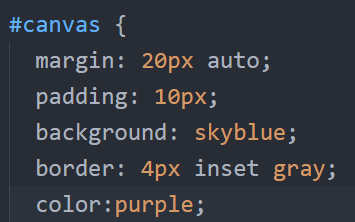 #canvas {
margin: 20px auto;
padding: 10px;
background: skyblue;
border: 4px inset gray;
color:purple;